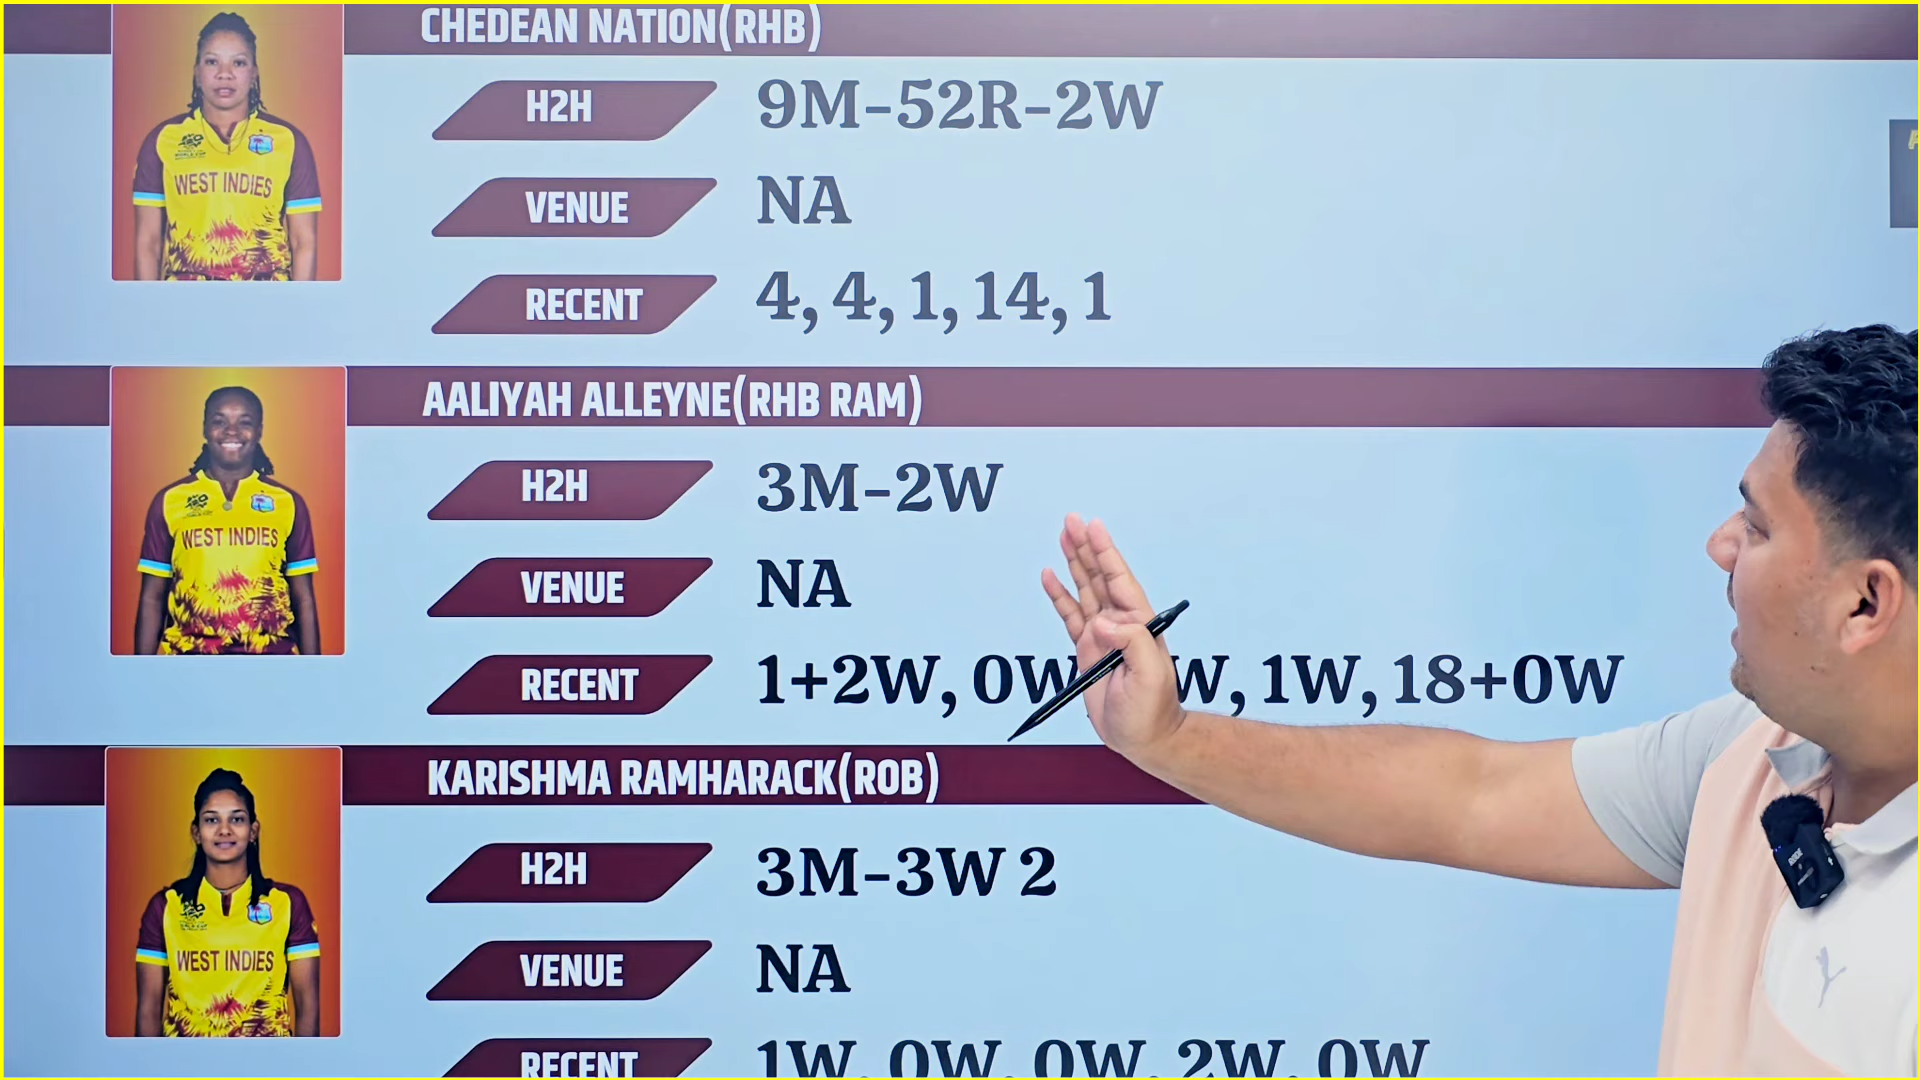 CHEDEAN NATION(RHB)
H2H 9M-52R-2W
VENUE NA
RECENT 4, 4, 1, 14, 1
WEST INDIES
AALIYAH ALLEYNE(RHB RAM)
H2H 3M-2W
VENUE NA
RECENT 1+2W, 0W, W, 1W, 18+0W
WEST INDIES
KARISHMA RAMHARACK(ROB)
H2H 3M-3W 2
VENUE NA
RECENT 1W, 0W, 0W, 2W, 0W
WEST INDIES